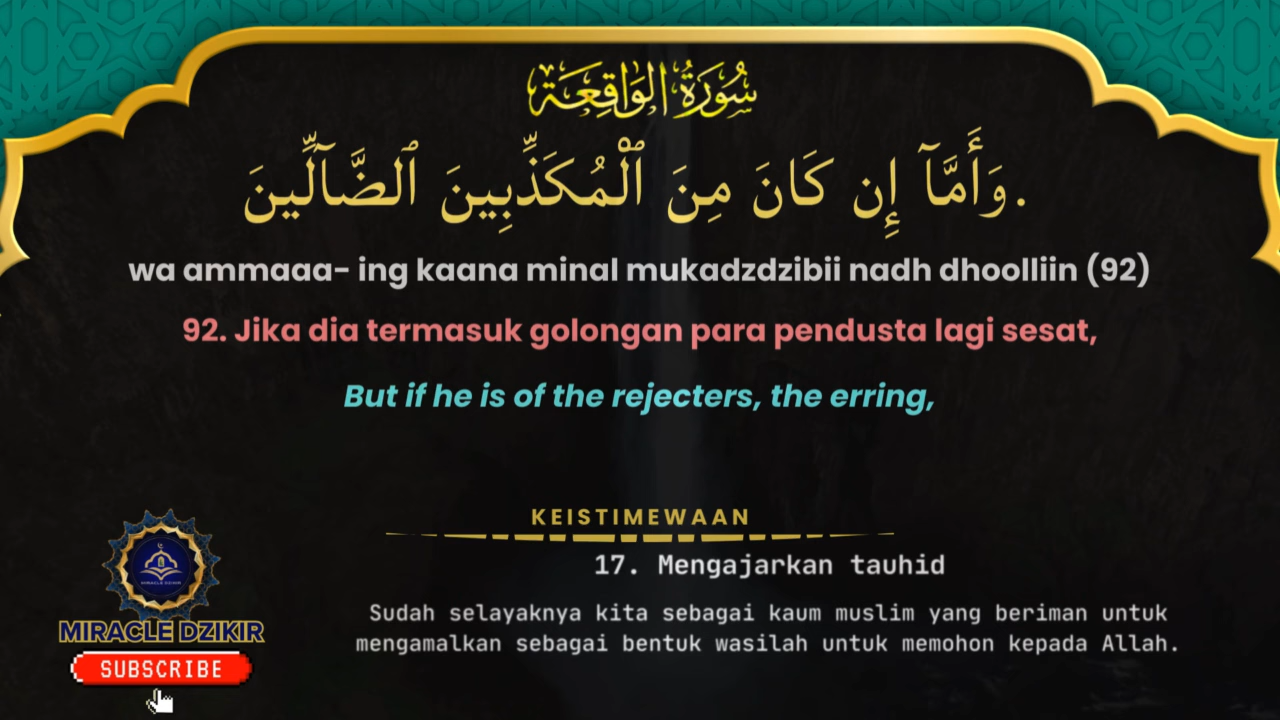 سُورَةُ الوَاقِعَة
وَأَمَّآ إِن كَانَ مِنَ ٱلْمُكَذِّبِينَ ٱلضَّآلِّينَ.
wa ammaaa- ing kaana minal mukadzdzibii nadh dhoolliin (92)
92. Jika dia termasuk golongan para pendusta lagi sesat,
But if he is of the rejecters, the erring,
KEISTIMEWAAN
17. Mengajarkan tauhid
Sudah selayaknya kita sebagai kaum muslim yang beriman untuk
mengamalkan sebagai bentuk wasilah untuk memohon kepada Allah.
MIRACLE DZIKIR
MIRACLE DZIKIR
SUBSCRIBE